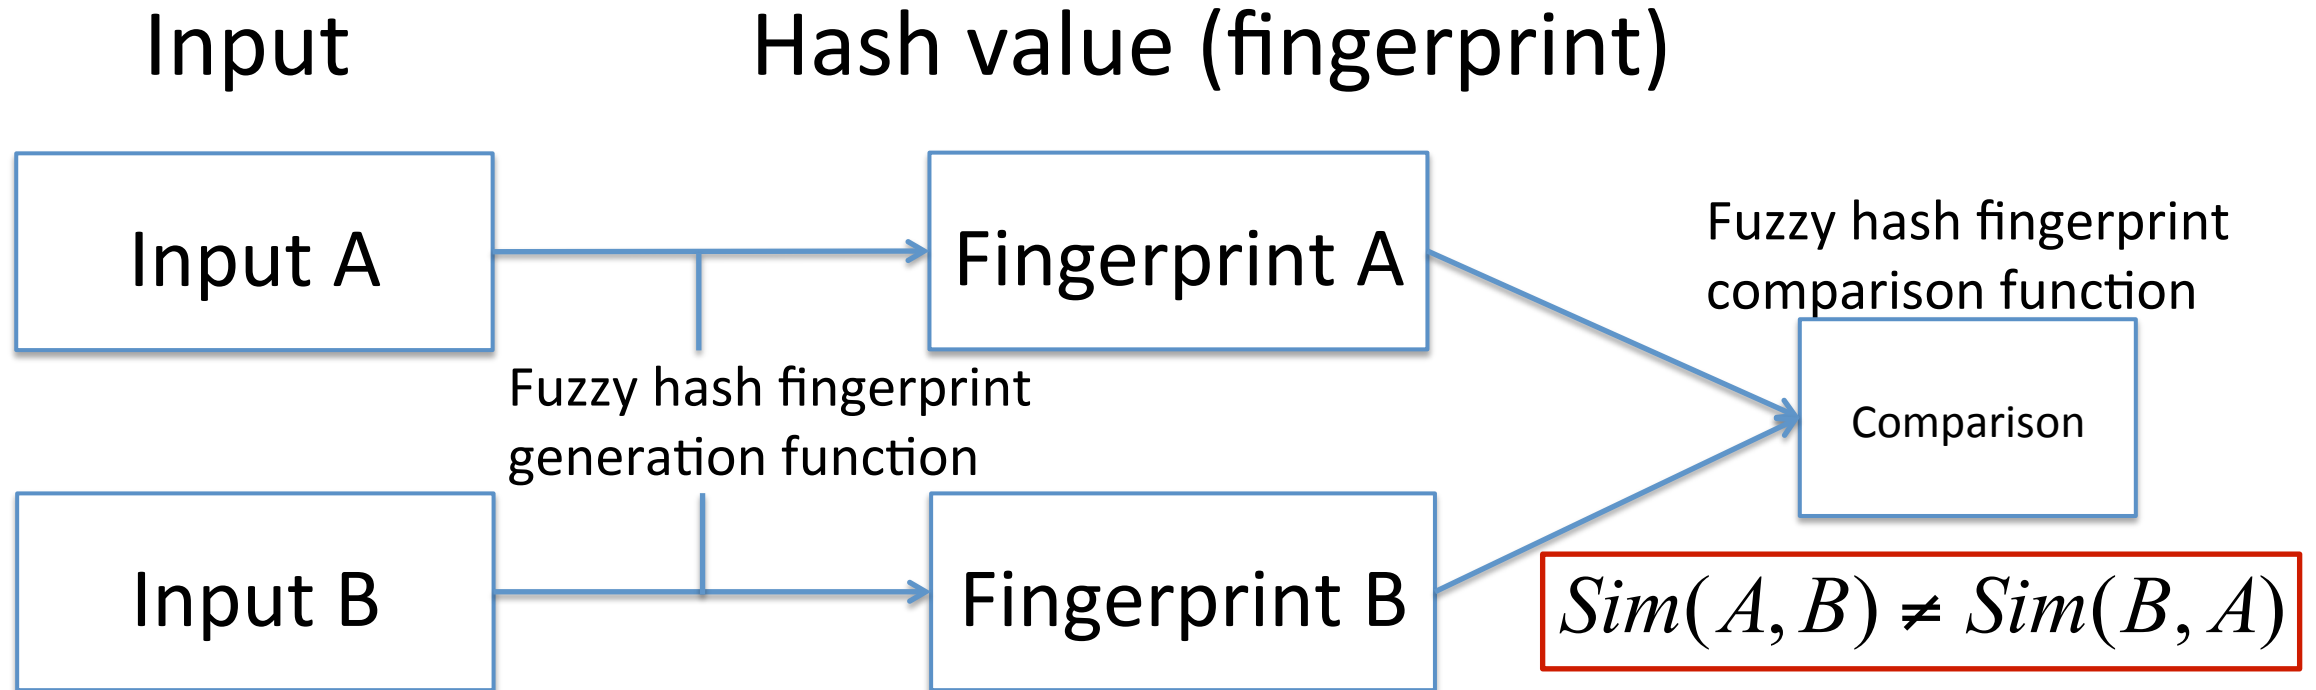 Input
Hash value (fingerprint)
Input A
Fingerprint A
Fuzzy hash fingerprint
comparison function
Fuzzy hash fingerprint
generation function
Comparison
Input B
Fingerprint B
Sim(A,B) ≠ Sim(B,A)